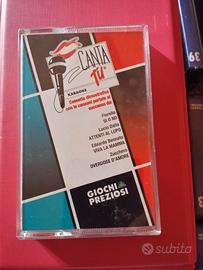 CANTA
TU
KARAOKE
Cassetta dimostrativa
con le canzoni portate al
successo da:
Fiorello
SI O NO
Lucio Dalla
ATTENTI AL LUPO
Edoardo Bennato
VIVA LA MAMMA
Zucchero
OVERDOSE D'AMORE
GIOCHI
PREZIOSI
39
subito